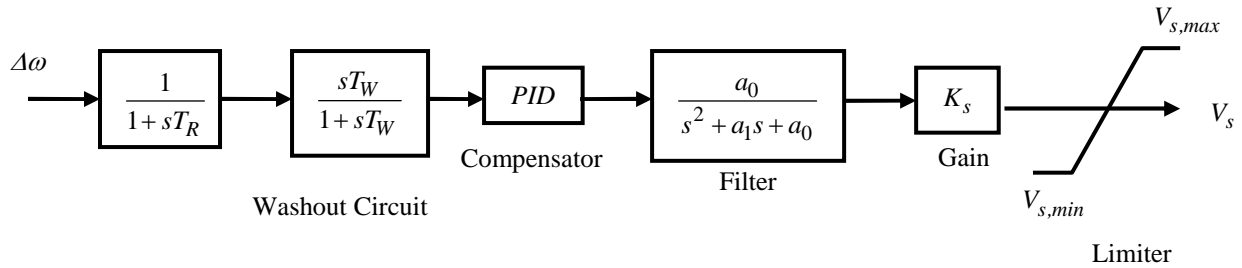 Δω
1
1 + sT_R
sT_W
1 + sT_W
PID
a_0
s^2 + a_1s + a_0
K_s
V_{s,max}
V_s
V_{s,min}
Washout Circuit
Compensator
Filter
Gain
Limiter